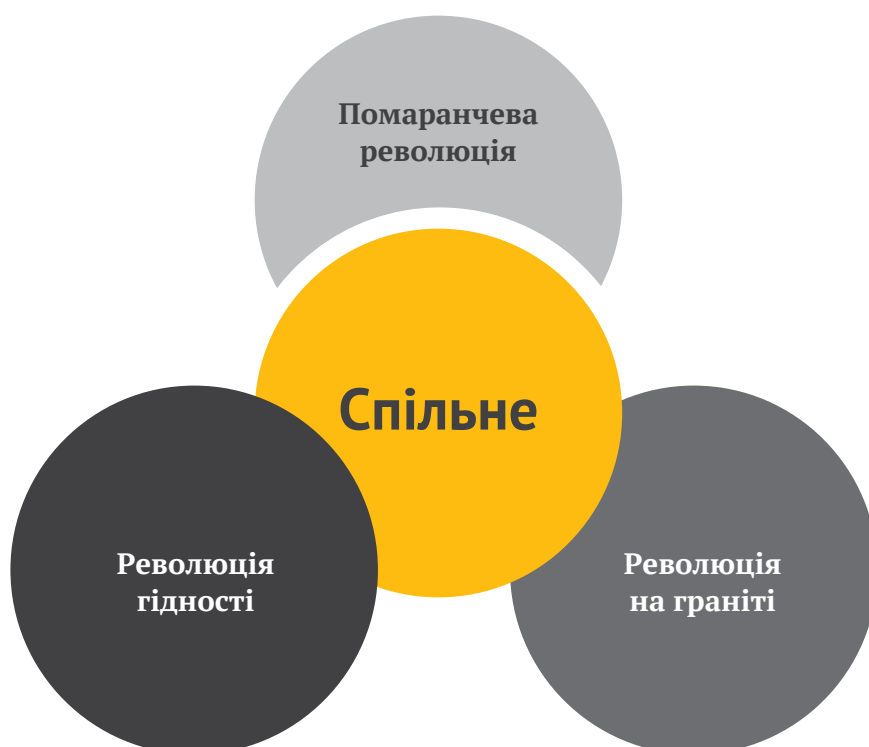 Помаранчева
революція
Спільне
Революція
гідності
Революція
на граніті